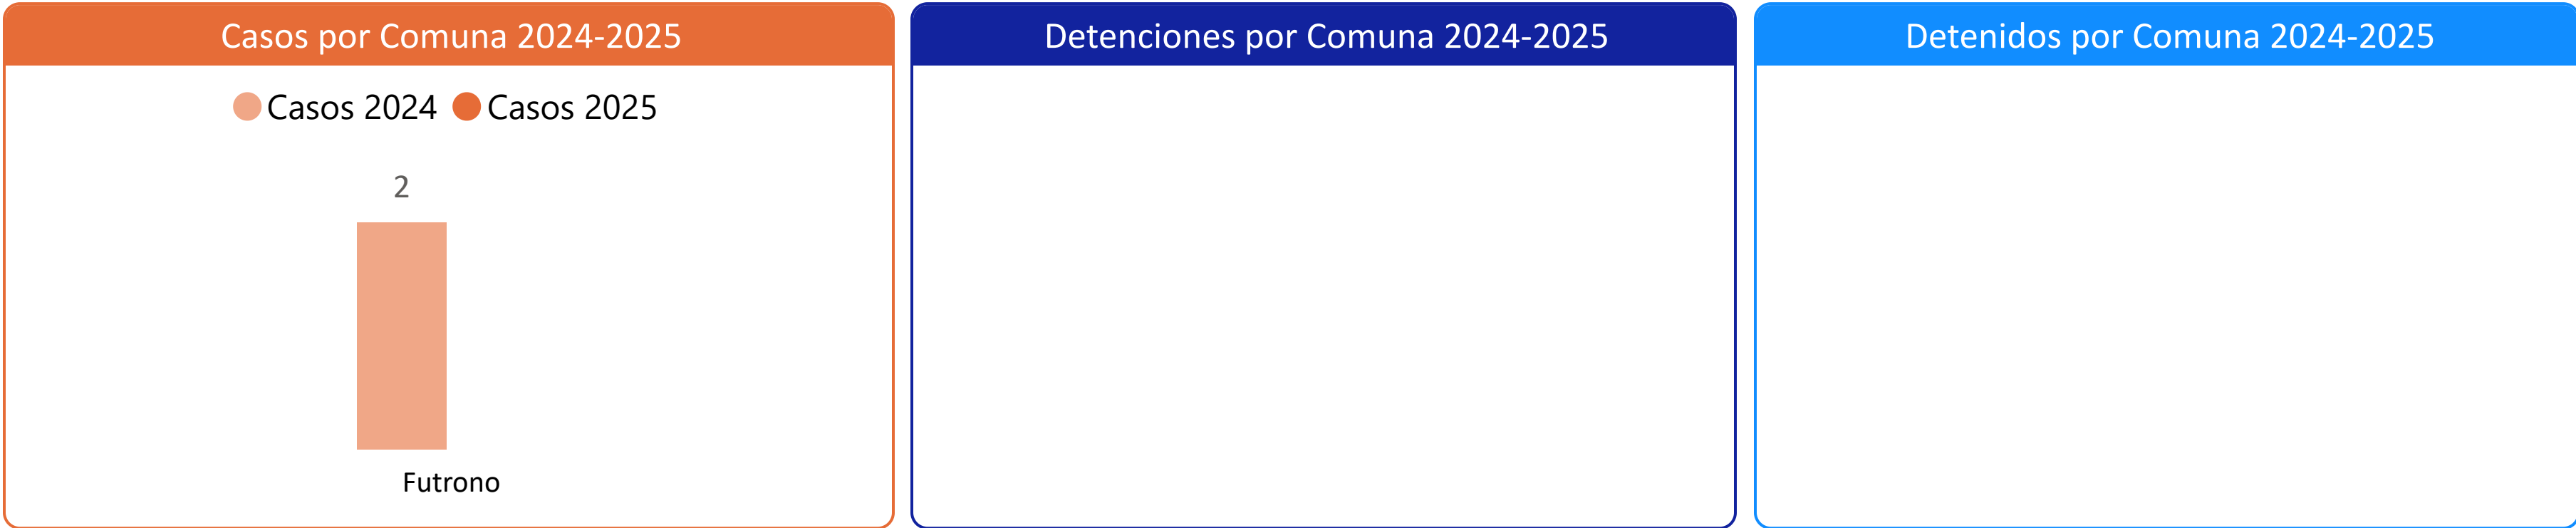 Casos por Comuna 2024-2025
Casos 2024 Casos 2025
2
Futrono
Detenciones por Comuna 2024-2025
Detenidos por Comuna 2024-2025